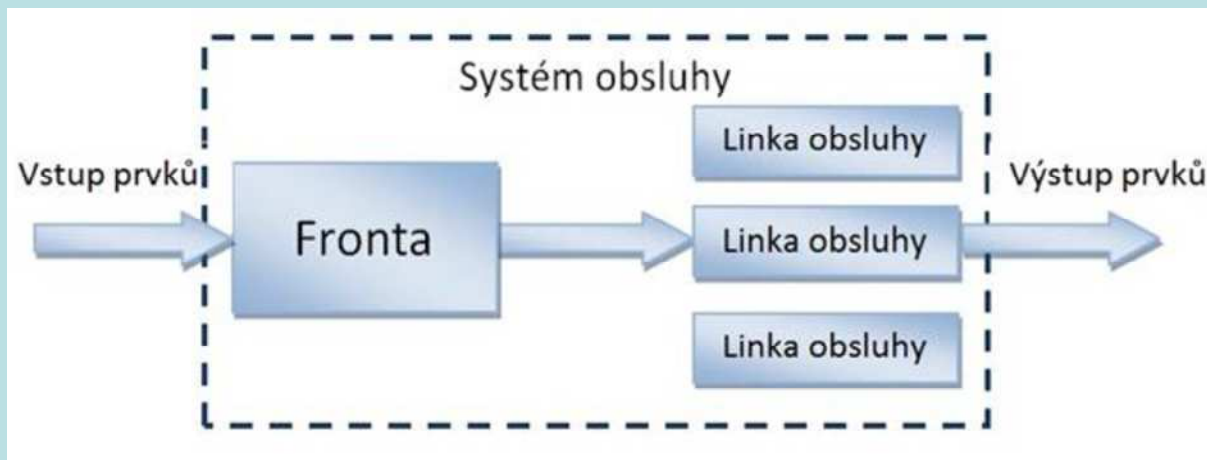 Systém obsluhy
Linka obsluhy
Vstup prvků
Výstup prvků
Fronta
Linka obsluhy
Linka obsluhy